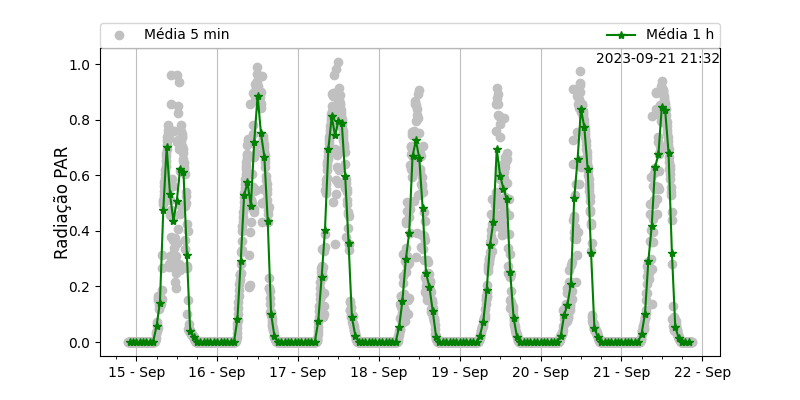 Média 5 min
Média 1 h
2023-09-21 21:32
Radiação PAR
1.0
0.8
0.6
0.4
0.2
0.0
15 - Sep
16 - Sep
17 - Sep
18 - Sep
19 - Sep
20 - Sep
21 - Sep
22 - Sep